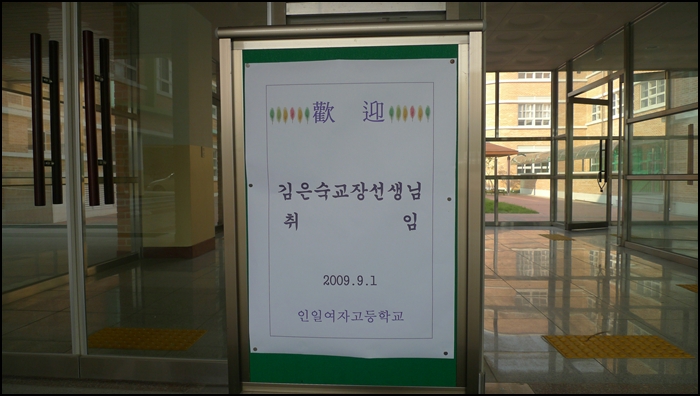 歡 迎
김은숙교장선생님
취 임
2009.9.1
인일여자고등학교